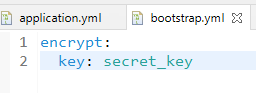 application.yml bootstrap.yml
1 encrypt:
2 key: secret_key